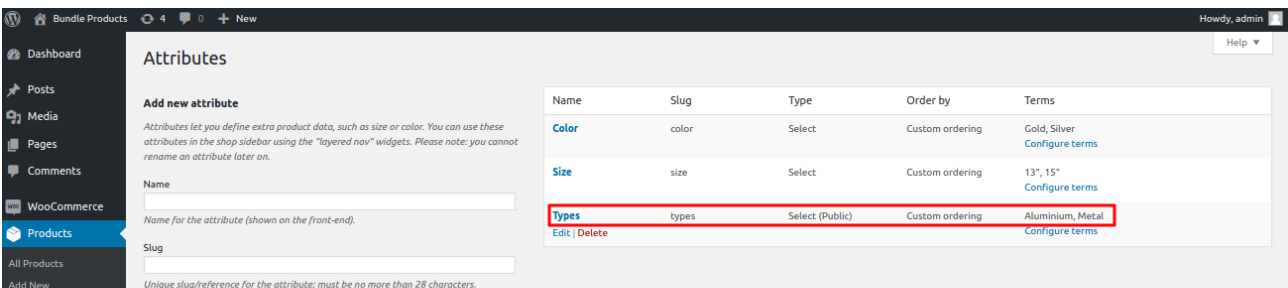 Bundle Products 4 0 New Howdy, admin
Help ▼
Dashboard
Posts
Media
Pages
Comments
WooCommerce
Products
All Products
Add New
Attributes
Add new attribute
Attributes let you define extra product data, such as size or color. You can use these
attributes in the shop sidebar using the "layered nav" widgets. Please note: you cannot
rename an attribute later on.
Name
Name for the attribute (shown on the front-end).
Slug
Unique slug/reference for the attribute; must be no more than 28 characters.
Name Slug Type Order by Terms
Color color Select Custom ordering Gold, Silver
Configure terms
Size size Select Custom ordering 13", 15"
Configure terms
Types types Select (Public) Custom ordering Aluminium, Metal
Edit | Delete Configure terms